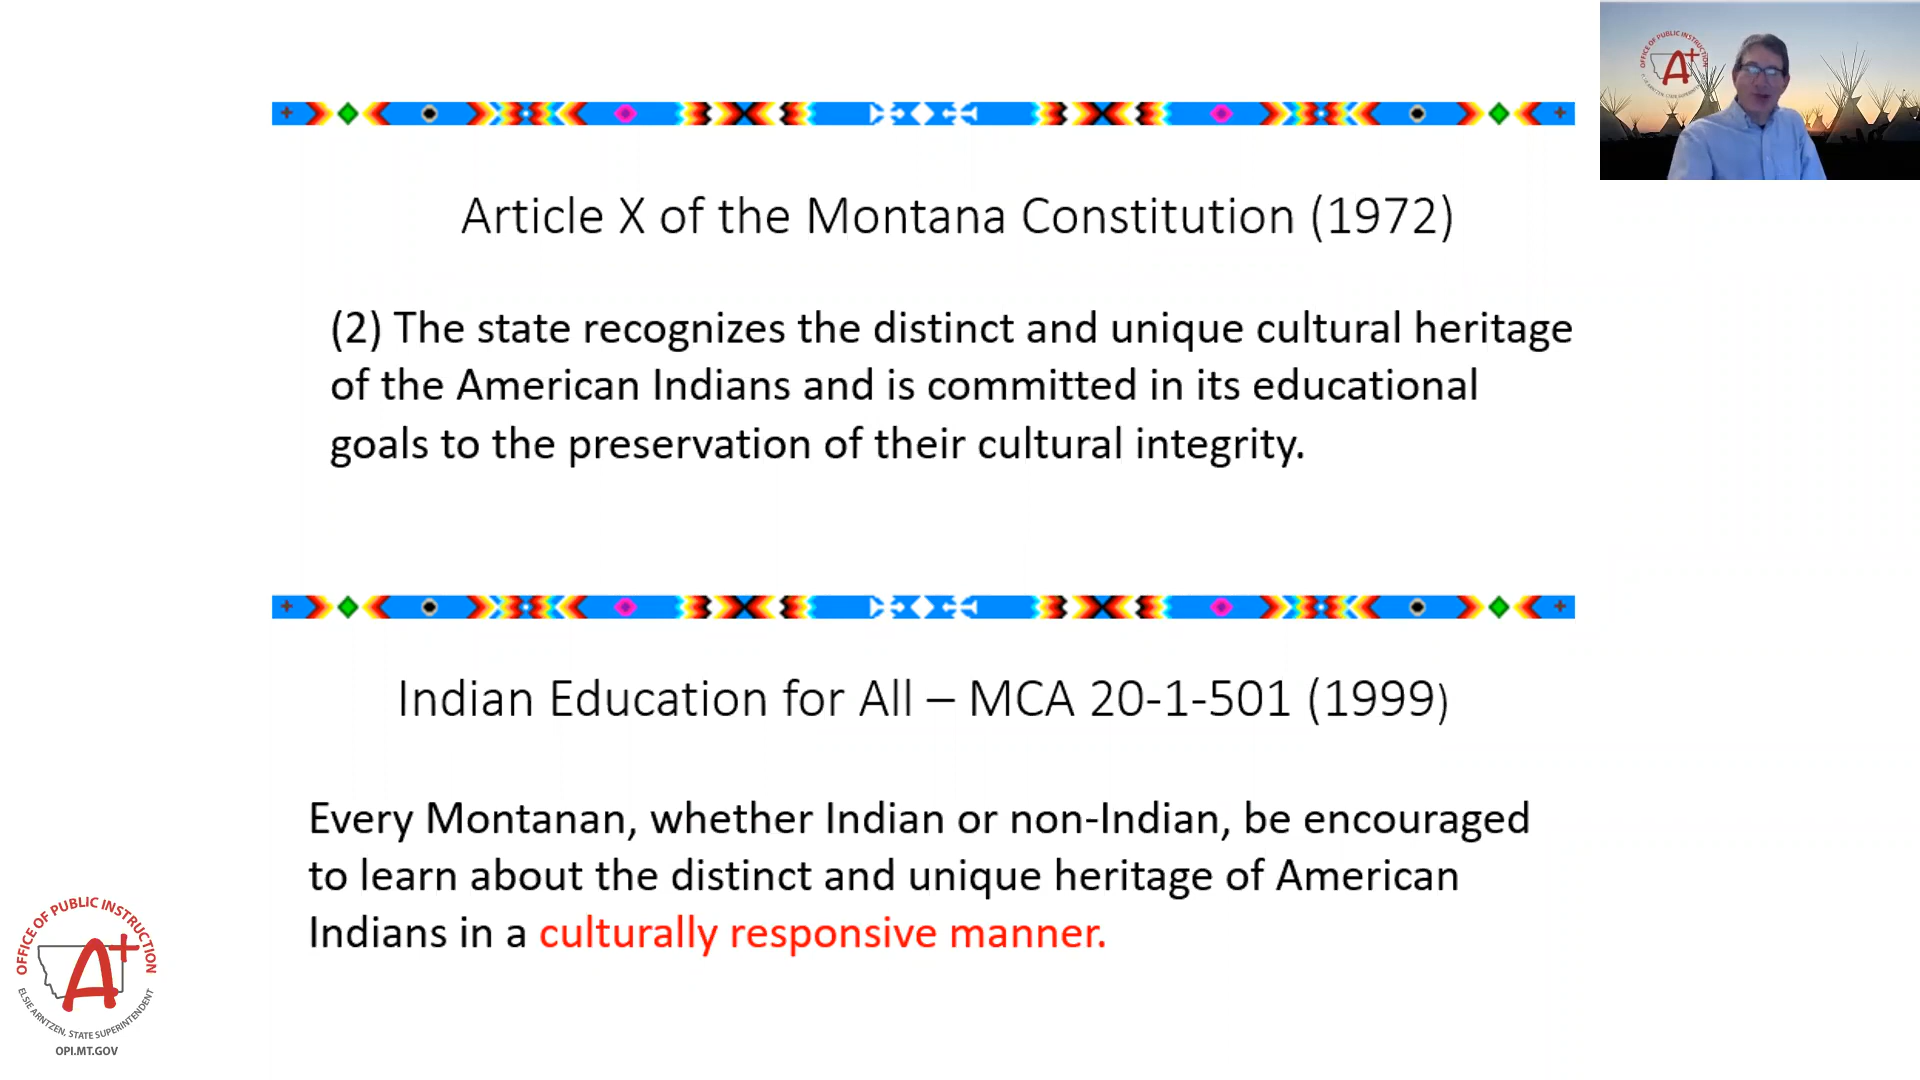 OFFICE OF PUBLIC INSTRUCTION
A+
Article X of the Montana Constitution (1972)
(2) The state recognizes the distinct and unique cultural heritage
of the American Indians and is committed in its educational
goals to the preservation of their cultural integrity.
Indian Education for All – MCA 20-1-501 (1999)
Every Montanan, whether Indian or non-Indian, be encouraged
to learn about the distinct and unique heritage of American
Indians in a culturally responsive manner.
OFFICE OF PUBLIC INSTRUCTION
A+
ELSIE ARNTZEN, STATE SUPERINTENDENT
OPI.MT.GOV